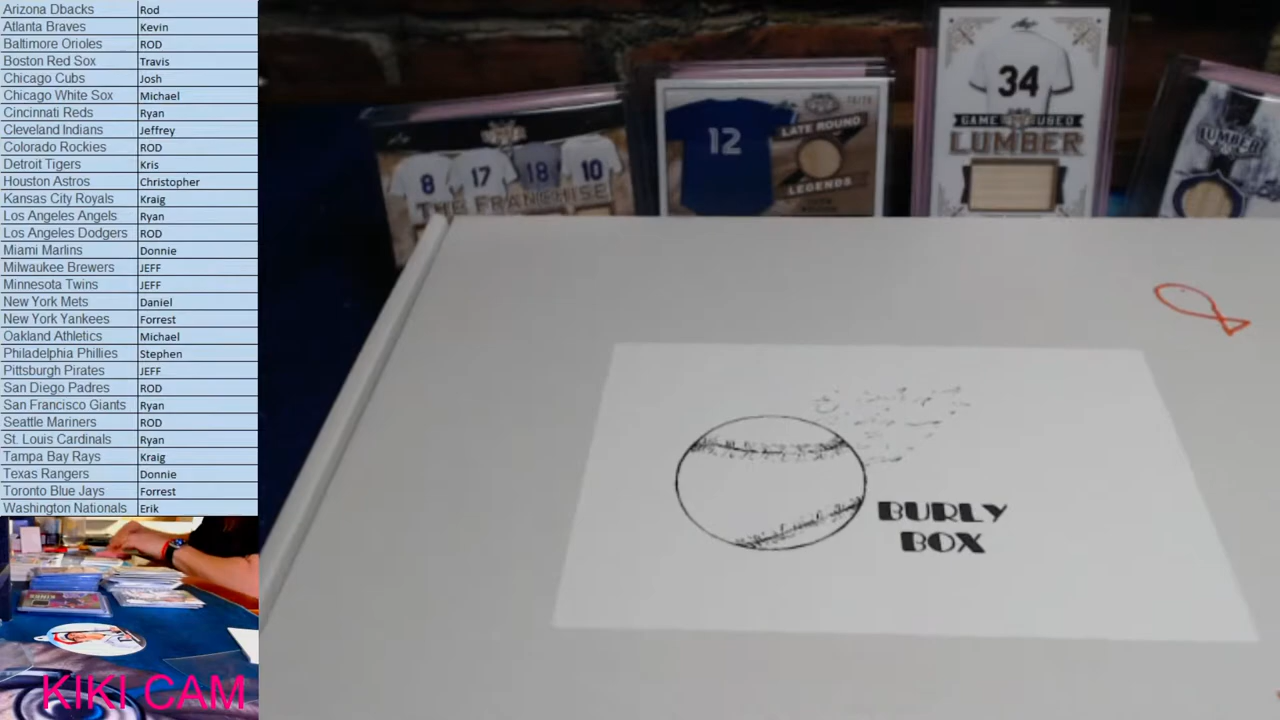 Arizona Dbacks Rod
Atlanta Braves Kevin
Baltimore Orioles ROD
Boston Red Sox Travis
Chicago Cubs Josh
Chicago White Sox Michael
Cincinnati Reds Ryan
Cleveland Indians Jeffrey
Colorado Rockies ROD
Detroit Tigers Kris
Houston Astros Christopher
Kansas City Royals Kraig
Los Angeles Angels Ryan
Los Angeles Dodgers ROD
Miami Marlins Donnie
Milwaukee Brewers JEFF
Minnesota Twins JEFF
New York Mets Daniel
New York Yankees Forrest
Oakland Athletics Michael
Philadelphia Phillies Stephen
Pittsburgh Pirates JEFF
San Diego Padres ROD
San Francisco Giants Ryan
Seattle Mariners ROD
St. Louis Cardinals Ryan
Tampa Bay Rays Kraig
Texas Rangers Donnie
Toronto Blue Jays Forrest
Washington Nationals Erik
KIKI CAM
8 17 18 10
THE FRANCHISE
12
LATE ROUND
LEGENDS
34
GAME USED
LUMBER
LUMBER
BURLY
BOX